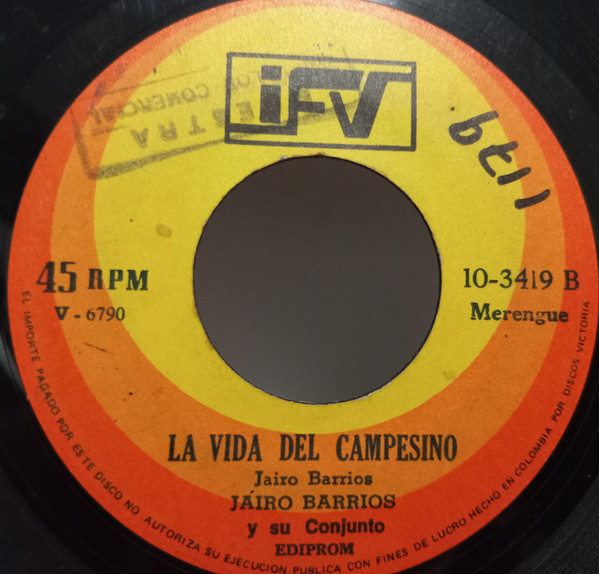 iFV
ESTRA
COMERCIAL
45 RPM
V - 6790
10-3419 B
Merengue
LA VIDA DEL CAMPESINO
Jairo Barrios
JAIRO BARRIOS
y su Conjunto
EDIPROM
EL IMPORTE PAGADO POR ESTE DISCO NO AUTORIZA SU EJECUCION PUBLICA CON FINES DE LUCRO HECHO EN COLOMBIA POR DISCOS VICTORIA